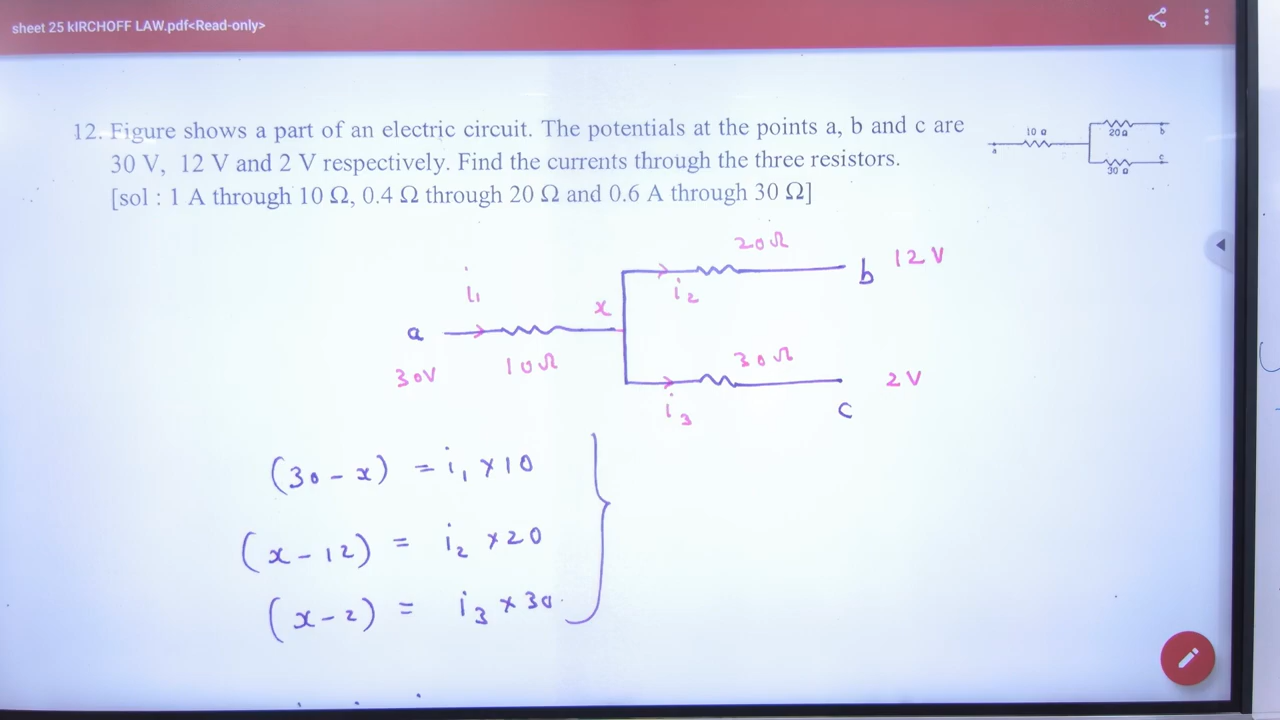 sheet 25 kIRCHOFF LAW.pdf<Read-only>
12. Figure shows a part of an electric circuit. The potentials at the points a, b and c are
30 V, 12 V and 2 V respectively. Find the currents through the three resistors.
[sol : 1 A through 10 Ω, 0.4 Ω through 20 Ω and 0.6 A through 30 Ω]
10 Ω
20 Ω
30 Ω
a
b
c
20Ω
b 12V
i₁
x
i₂
a
10Ω
30V
30Ω
2V
i₃
c
(30 - x) = i₁ × 10
(x - 12) = i₂ × 20
(x - 2) = i₃ × 30